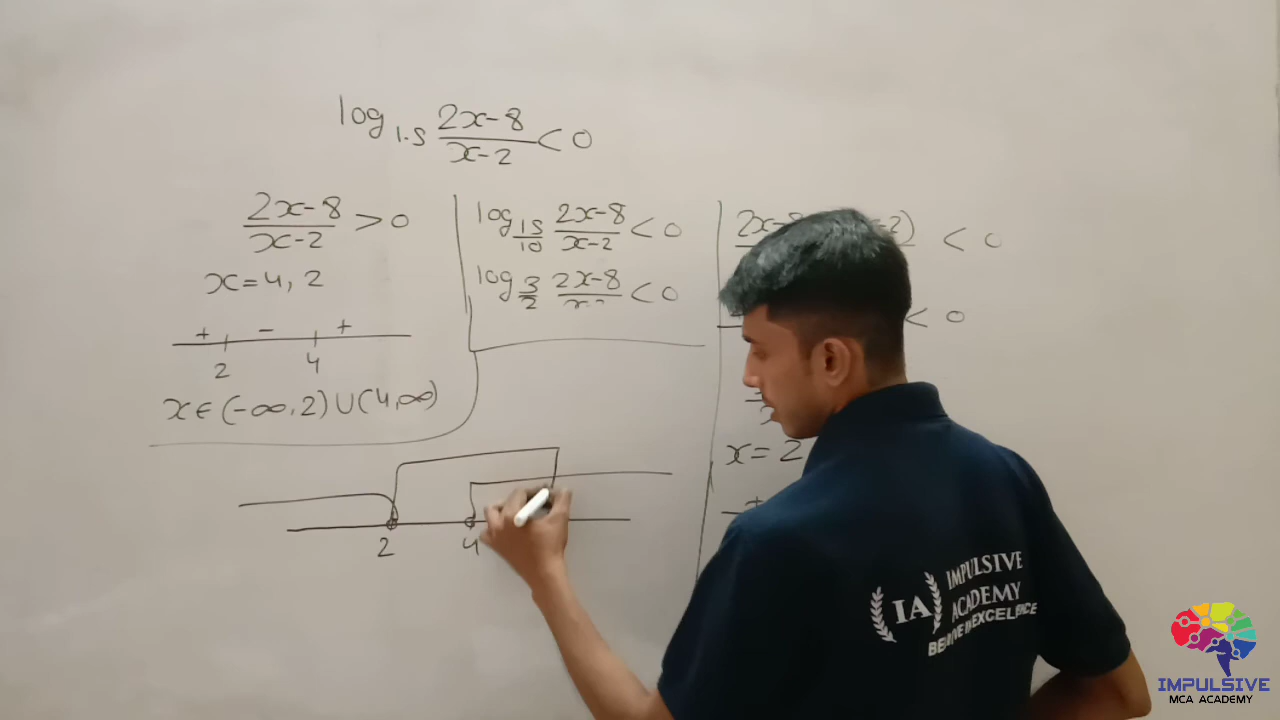 log 1.5 2x-8/x-2 < 0
2x-8/x-2 > 0
x = 4, 2
+ - +
2 4
x ∈ (-∞, 2) ∪ (4, ∞)
log 15/10 2x-8/x-2 < 0
log 3/2 2x-8/ < 0
< 0
< 0
x = 2
2 4
IA
IMPULSIVE
ACADEMY
IMPULSIVE
MCA ACADEMY